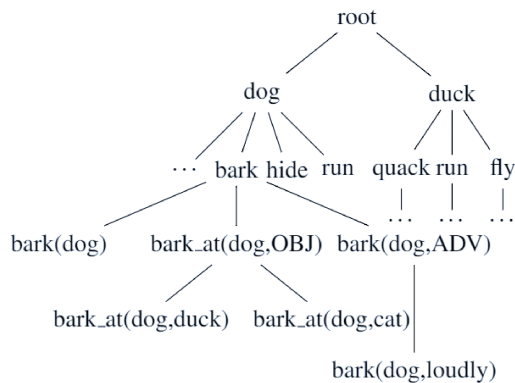 root
dog duck
… bark hide run quack run fly
… … …
bark(dog) bark_at(dog,OBJ) bark(dog,ADV)
bark_at(dog,duck) bark_at(dog,cat)
bark(dog,loudly)